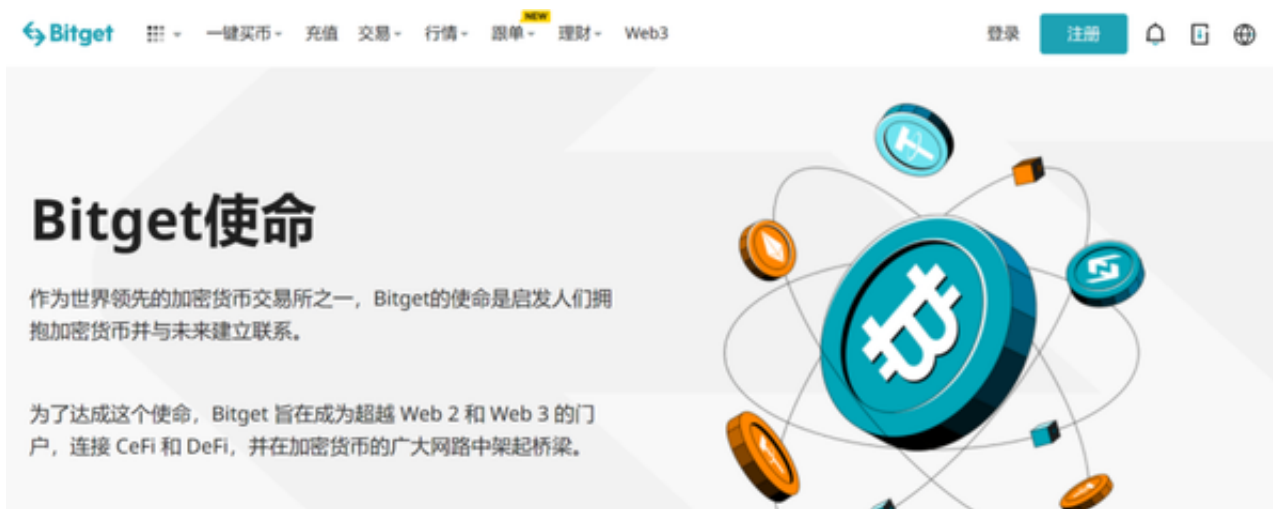 Bitget 一键买币 充值 交易 行情 跟单 NEW 理财 Web3 登录 注册
Bitget使命
作为世界领先的加密货币交易所之一，Bitget的使命是启发人们拥
抱加密货币并与未来建立联系。
为了达成这个使命，Bitget 旨在成为超越 Web 2 和 Web 3 的门
户，连接 CeFi 和 DeFi，并在加密货币的广大网路中架起桥梁。